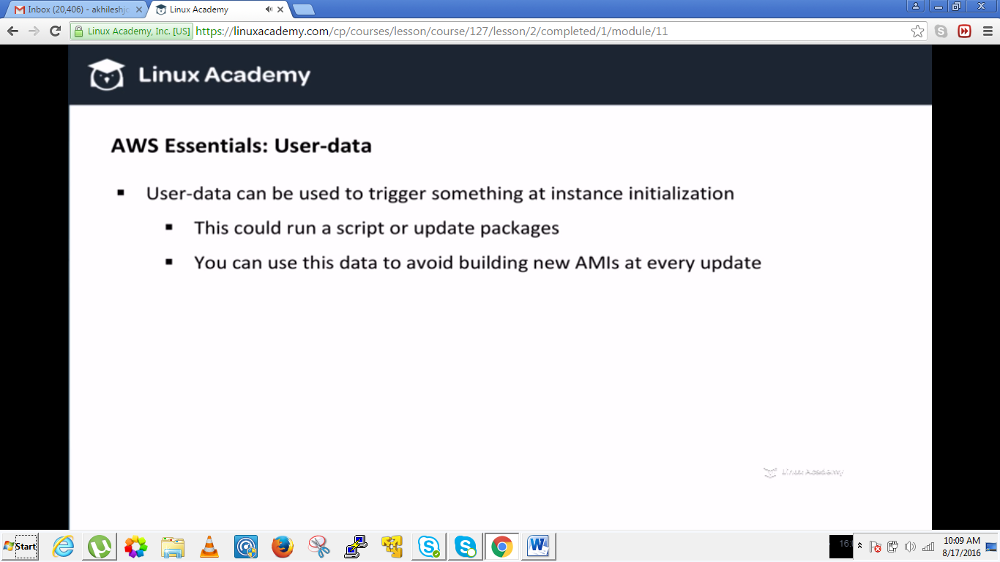 Inbox (20,406) - akhileshj
Linux Academy
Linux Academy, Inc. [US]
https://linuxacademy.com/cp/courses/lesson/course/127/lesson/2/completed/1/module/11
Linux Academy
AWS Essentials: User-data
User-data can be used to trigger something at instance initialization
This could run a script or update packages
You can use this data to avoid building new AMIs at every update
Linux Academy
Start
10:09 AM
8/17/2016